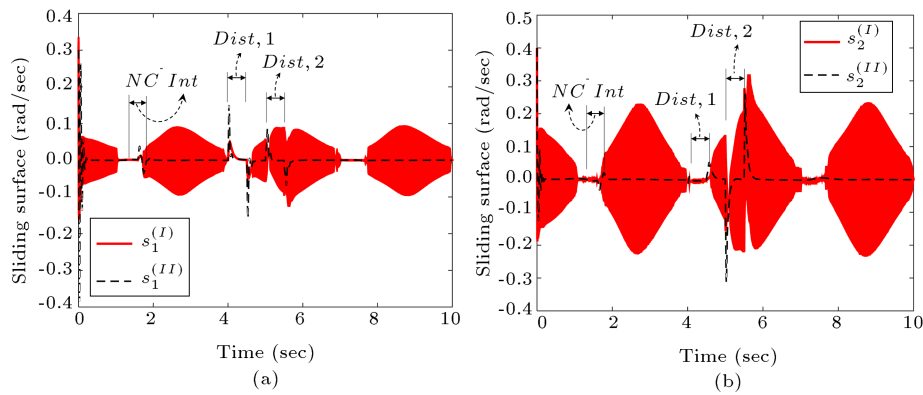 0.4
0.3
0.2
0.1
0.0
-0.1
-0.2
-0.3
-0.4
Sliding surface (rad/sec)
NC- Int
Dist, 1
Dist, 2
s_1^{(I)}
s_1^{(II)}
0 2 4 6 8 10
Time (sec)
(a)
0.5
0.4
0.3
0.2
0.1
0.0
0.1
-0.2
-0.3
0.4
Sliding surface (rad/sec)
NC- Int
Dist, 1
Dist, 2
s_2^{(I)}
s_2^{(II)}
0 2 4 6 8 10
Time (sec)
(b)